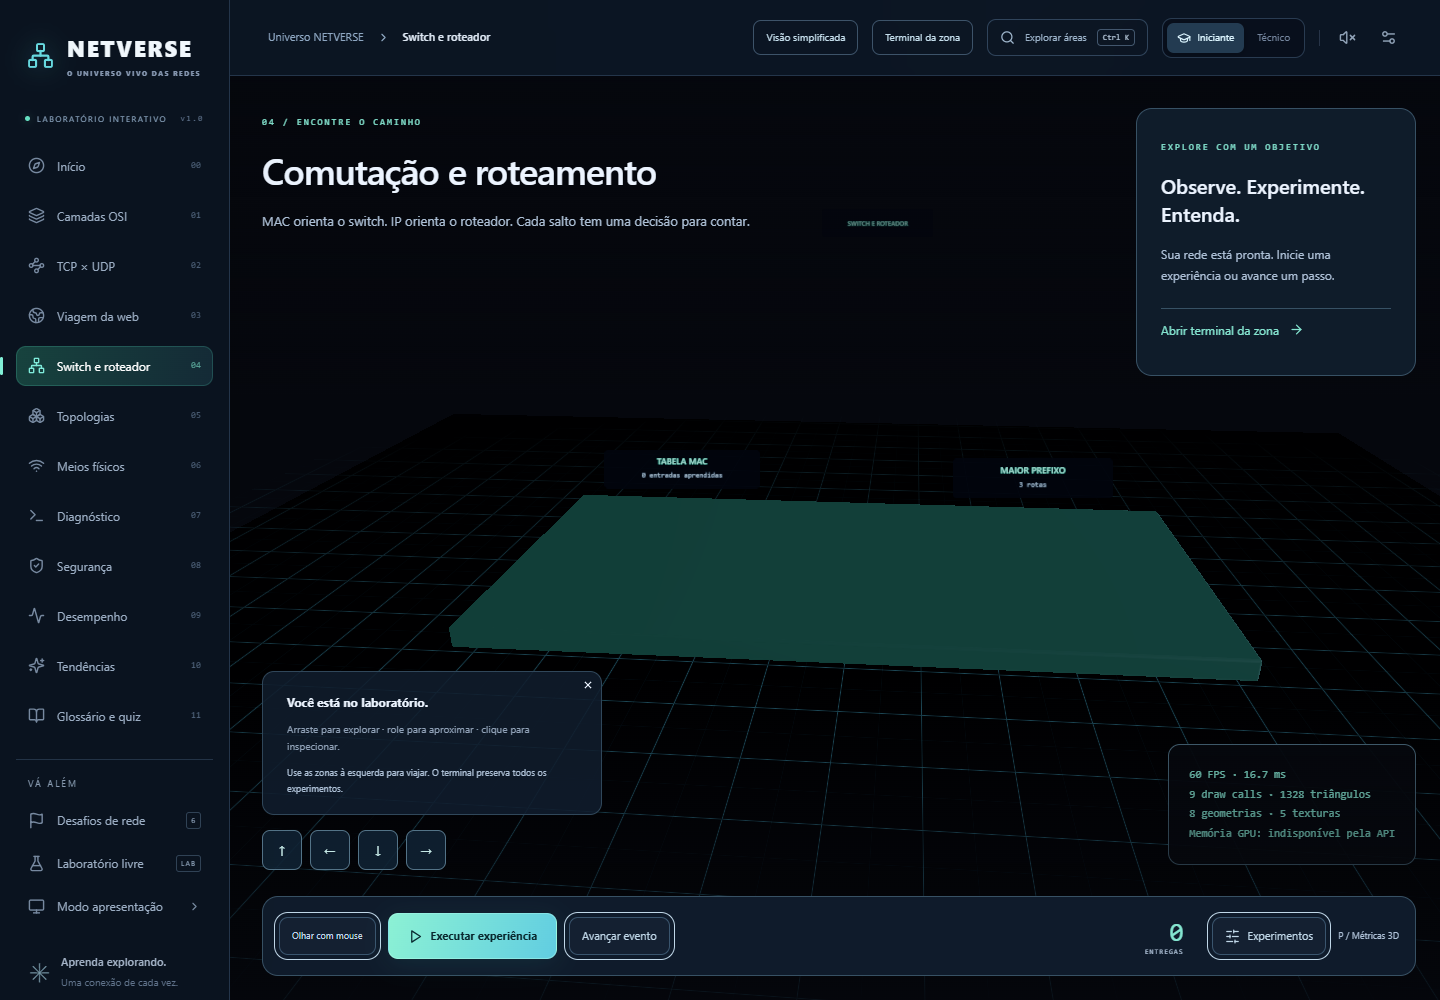 NETVERSE
O UNIVERSO VIVO DAS REDES
LABORATÓRIO INTERATIVO v1.0
Início 00
Camadas OSI 01
TCP × UDP 02
Viagem da web 03
Switch e roteador 04
Topologias 05
Meios físicos 06
Diagnóstico 07
Segurança 08
Desempenho 09
Tendências 10
Glossário e quiz 11
VÁ ALÉM
Desafios de rede 6
Laboratório livre LAB
Modo apresentação
Aprenda explorando.
Uma conexão de cada vez.
Universo NETVERSE > Switch e roteador
Visão simplificada
Terminal da zona
Explorar áreas Ctrl K
Iniciante
Técnico
04 / ENCONTRE O CAMINHO
Comutação e roteamento
MAC orienta o switch. IP orienta o roteador. Cada salto tem uma decisão para contar.
SWITCH E ROTEADOR
EXPLORE COM UM OBJETIVO
Observe. Experimente.
Entenda.
Sua rede está pronta. Inicie uma
experiência ou avance um passo.
Abrir terminal da zona →
TABELA MAC
0 entradas aprendidas
MAIOR PREFIXO
3 rotas
Você está no laboratório.
×
Arraste para explorar · role para aproximar · clique para
inspecionar.
Use as zonas à esquerda para viajar. O terminal preserva todos os
experimentos.
↑ ← ↓ →
60 FPS · 16.7 ms
9 draw calls · 1328 triângulos
8 geometrias · 5 texturas
Memória GPU: indisponível pela API
Olhar com mouse
Executar experiência
Avançar evento
0
ENTREGAS
Experimentos
P / Métricas 3D